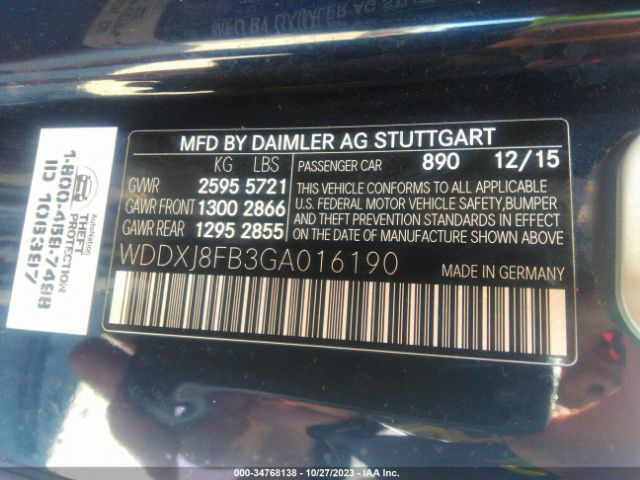 MFD BY DAIMLER AG STUTTGART
KG LBS
GVWR 2595 5721
GAWR FRONT 1300 2866
GAWR REAR 1295 2855
PASSENGER CAR 890 12/15
THIS VEHICLE CONFORMS TO ALL APPLICABLE
U.S. FEDERAL MOTOR VEHICLE SAFETY, BUMPER
AND THEFT PREVENTION STANDARDS IN EFFECT
ON THE DATE OF MANUFACTURE SHOWN ABOVE.
WDDXJ8FB3GA016190
MADE IN GERMANY
AutoNation
THEFT
PROTECTION
1-800-458-7488
000-34768138 - 10/27/2023 - IAA Inc.